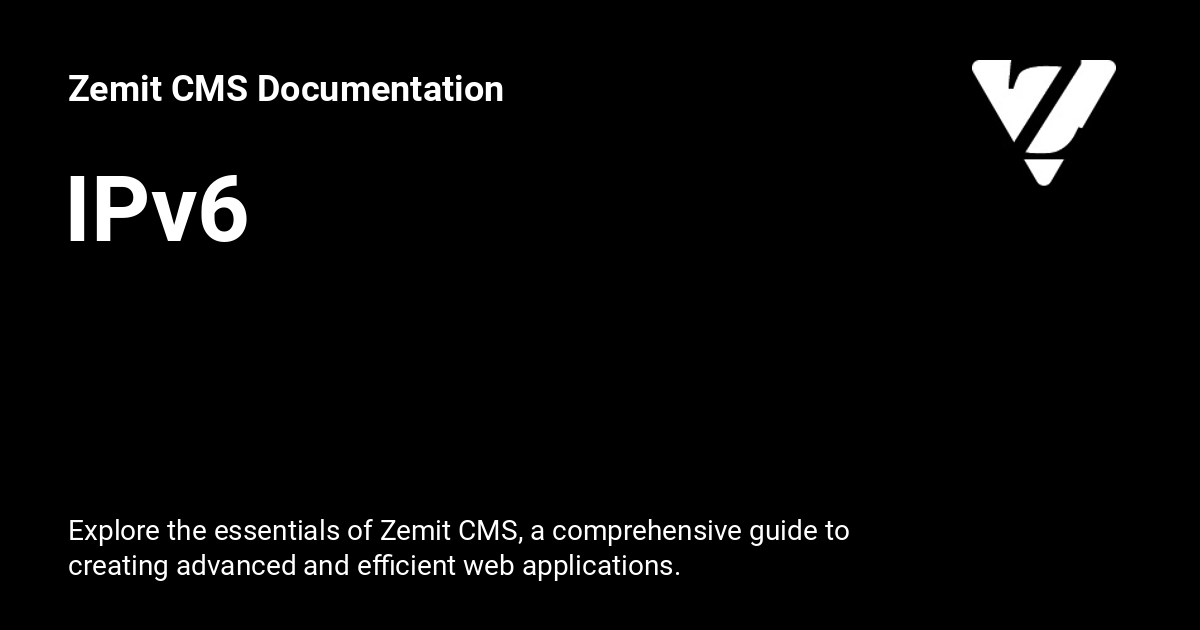 Zemit CMS Documentation
IPv6
Explore the essentials of Zemit CMS, a comprehensive guide to
creating advanced and efficient web applications.